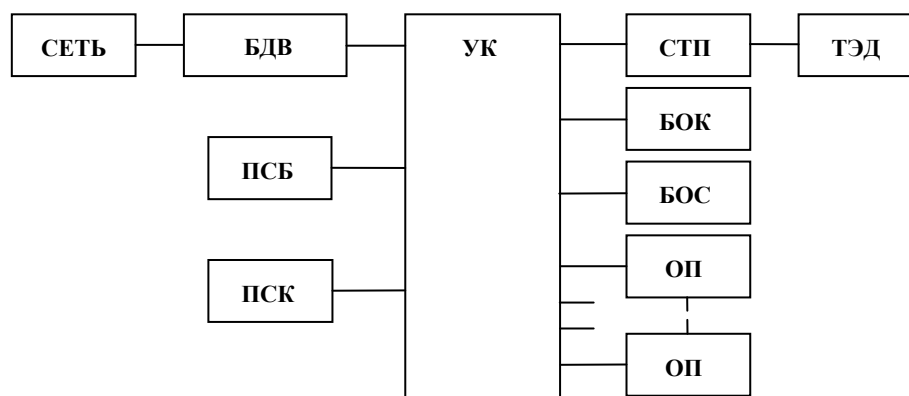 СЕТЬ
БДВ
УК
СТП
ТЭД
БОК
ПСБ
БОС
ПСК
ОП
ОП